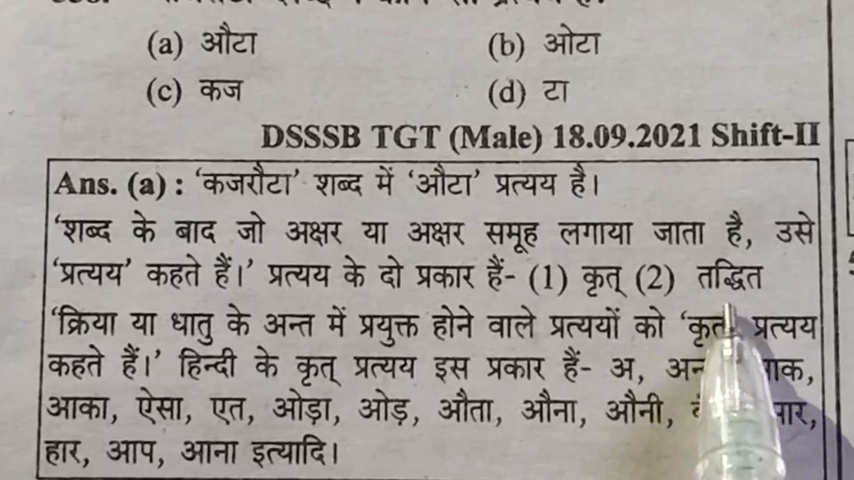 (a) औटा (b) ओटा
(c) कज (d) टा
DSSSB TGT (Male) 18.09.2021 Shift-II
Ans. (a) : 'कजरौटा' शब्द में 'औटा' प्रत्यय है।
'शब्द के बाद जो अक्षर या अक्षर समूह लगाया जाता है, उसे
'प्रत्यय' कहते हैं।' प्रत्यय के दो प्रकार हैं- (1) कृत् (2) तद्धित
'क्रिया या धातु के अन्त में प्रयुक्त होने वाले प्रत्ययों को 'कृत प्रत्यय
कहते हैं।' हिन्दी के कृत् प्रत्यय इस प्रकार हैं- अ,
आका, ऐसा, एत, ओड़ा, ओड़, औता, औना, औनी,
हार, आप, आना इत्यादि।